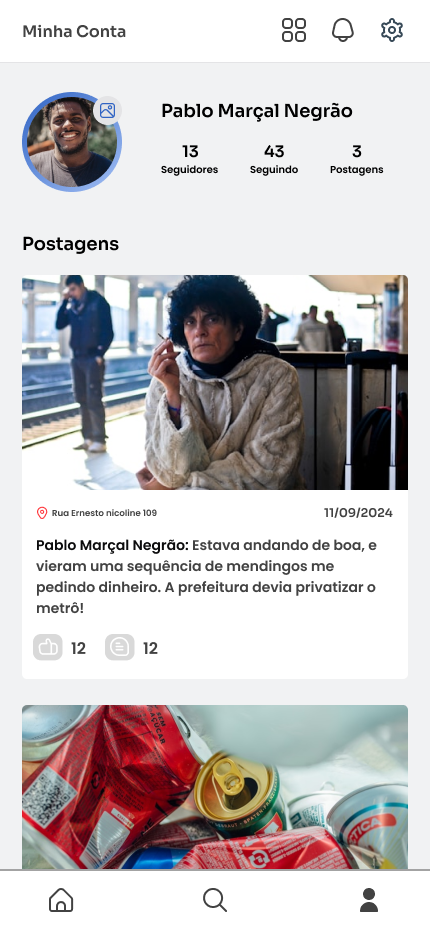 Minha Conta
Pablo Marçal Negrão
13 43 3
Seguidores Seguindo Postagens
Postagens
Rua Ernesto nicoline 109 11/09/2024
Pablo Marçal Negrão: Estava andando de boa, e
vieram uma sequência de mendingos me
pedindo dinheiro. A prefeitura devia privatizar o
metrô!
12 12
AÇÚCAR